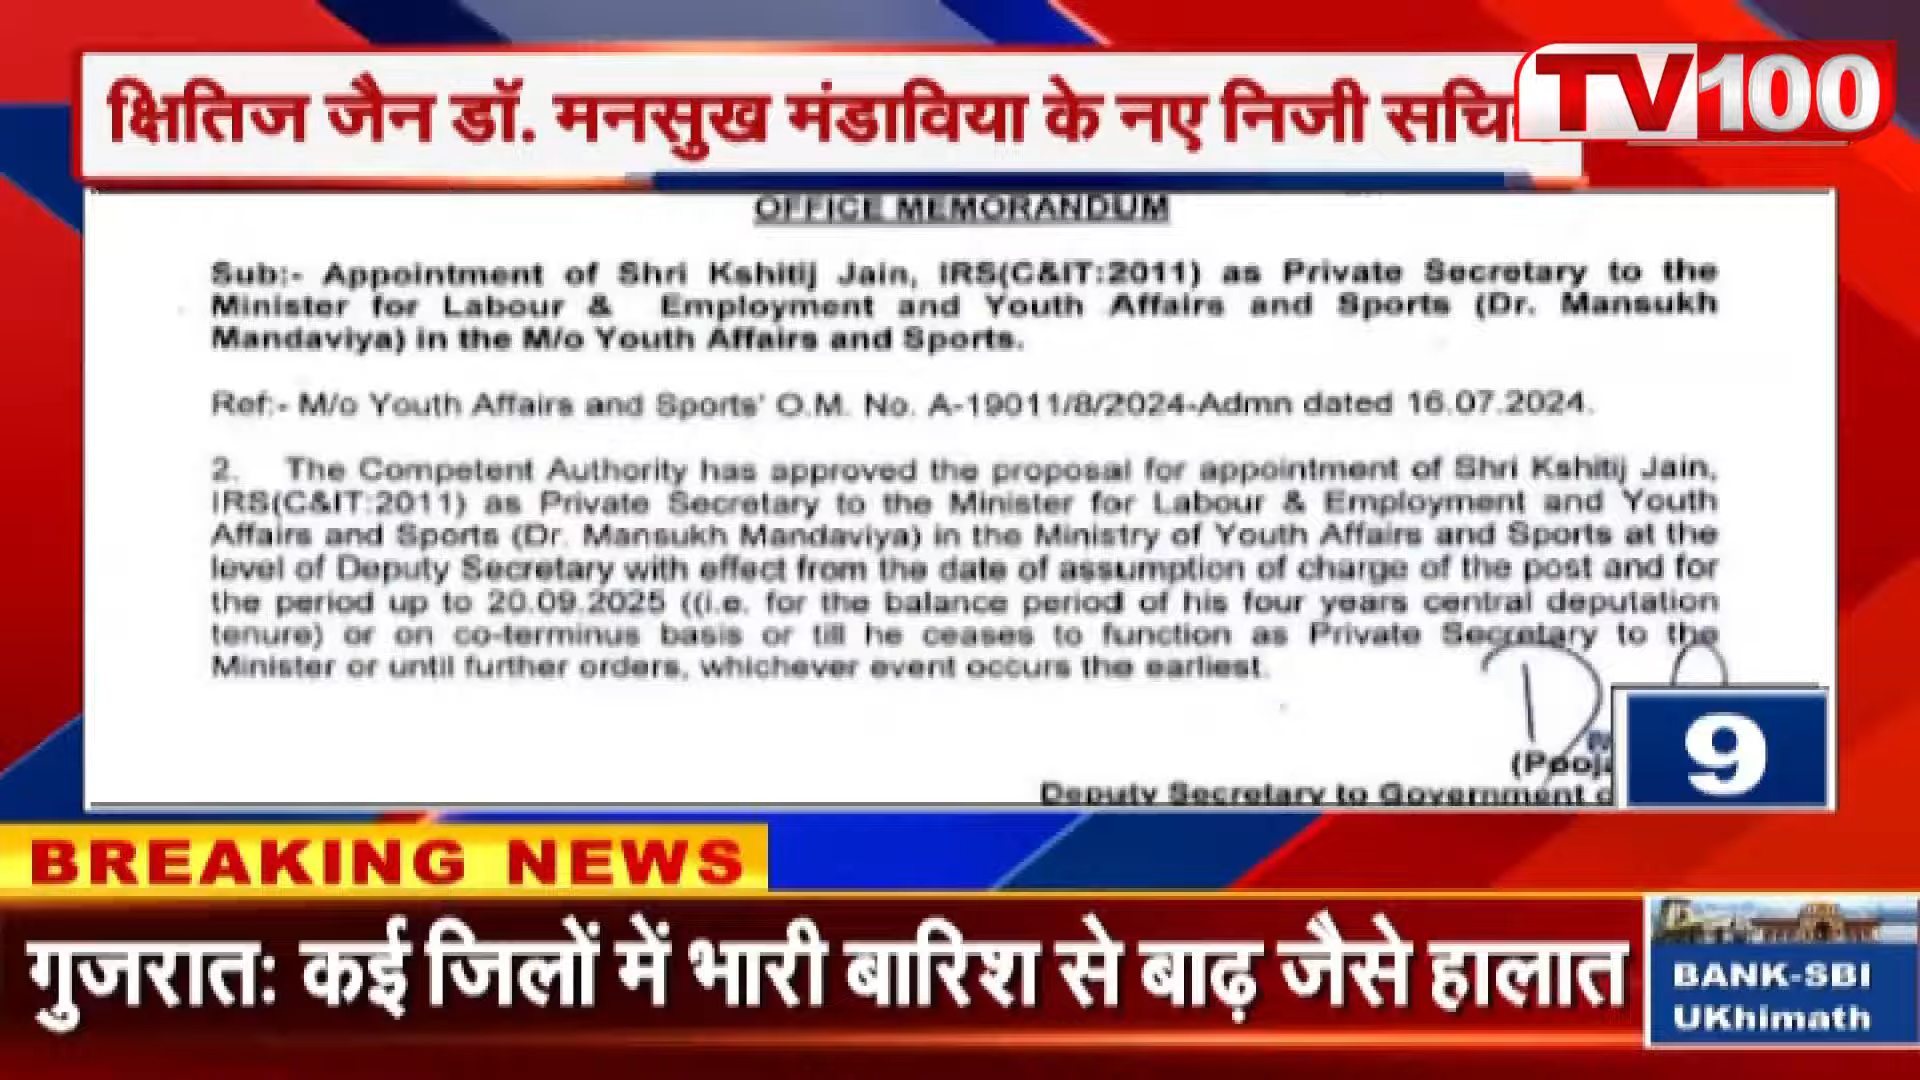 क्षितिज जैन डॉ. मनसुख मंडाविया के नए निजी
TV100
OFFICE MEMORANDUM
Sub:- Appointment of Shri Kshitij Jain, IRS(C&IT:2011) as Private Secretary to the
Minister for Labour & Employment and Youth Affairs and Sports (Dr. Mansukh
Mandaviya) in the M/o Youth Affairs and Sports.
Ref:- M/o Youth Affairs and Sports' O.M. No. A-19011/8/2024-Admn dated 16.07.2024.
2. The Competent Authority has approved the proposal for appointment of Shri Kshitij Jain,
IRS(C&IT:2011) as Private Secretary to the Minister for Labour & Employment and Youth
Affairs and Sports (Dr. Mansukh Mandaviya) in the Ministry of Youth Affairs and Sports at the
level of Deputy Secretary with effect from the date of assumption of charge of the post and for
the period up to 20.09.2025 ((i.e. for the balance period of his four years central deputation
tenure) or on co-terminus basis or till he ceases to function as Private Secretary to the
Minister or until further orders, whichever event occurs the earliest.
Deputy Secretary to Government
9
BREAKING NEWS
गुजरात: कई जिलों में भारी बारिश से बाढ़ जैसे हालात
BANK-SBI
UKhimath